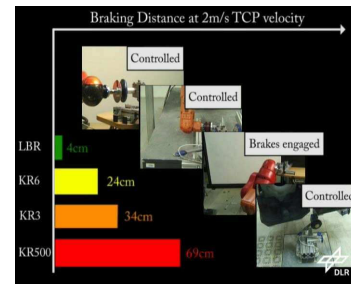 Braking Distance at 2m/s TCP velocity
Controlled
Controlled
Brakes engaged
Controlled
LBR
4cm
KR6
24cm
KR3
34cm
KR500
69cm
DLR